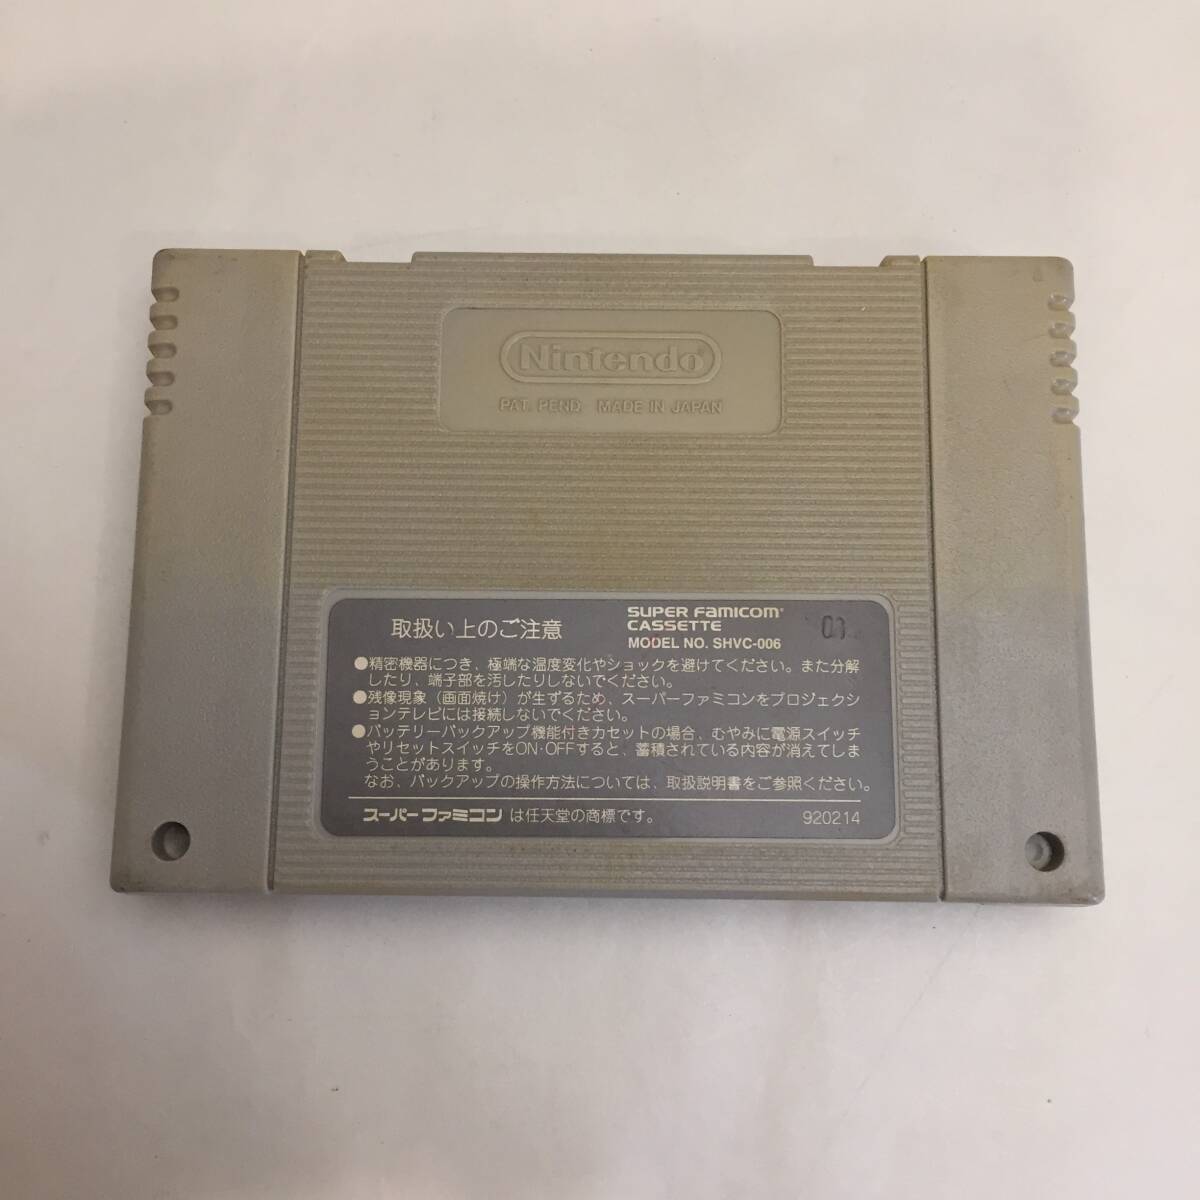 Nintendo
PAT. PEND. MADE IN JAPAN
取扱い上のご注意
SUPER FAMICOM
CASSETTE
MODEL NO. SHVC-006
●精密機器につき、極端な温度変化やショックを避けてください。また分解
したり、端子部を汚したりしないでください。
●残像現象（画面焼け）が生ずるため、スーパーファミコンをプロジェクシ
ョンテレビには接続しないでください。
●バッテリーバックアップ機能付きカセットの場合、むやみに電源スイッチ
やリセットスイッチをON·OFFすると、蓄積されている内容が消えてしま
うことがあります。
なお、バックアップの操作方法については、取扱説明書をご参照ください。
スーパーファミコン は任天堂の商標です。
920214